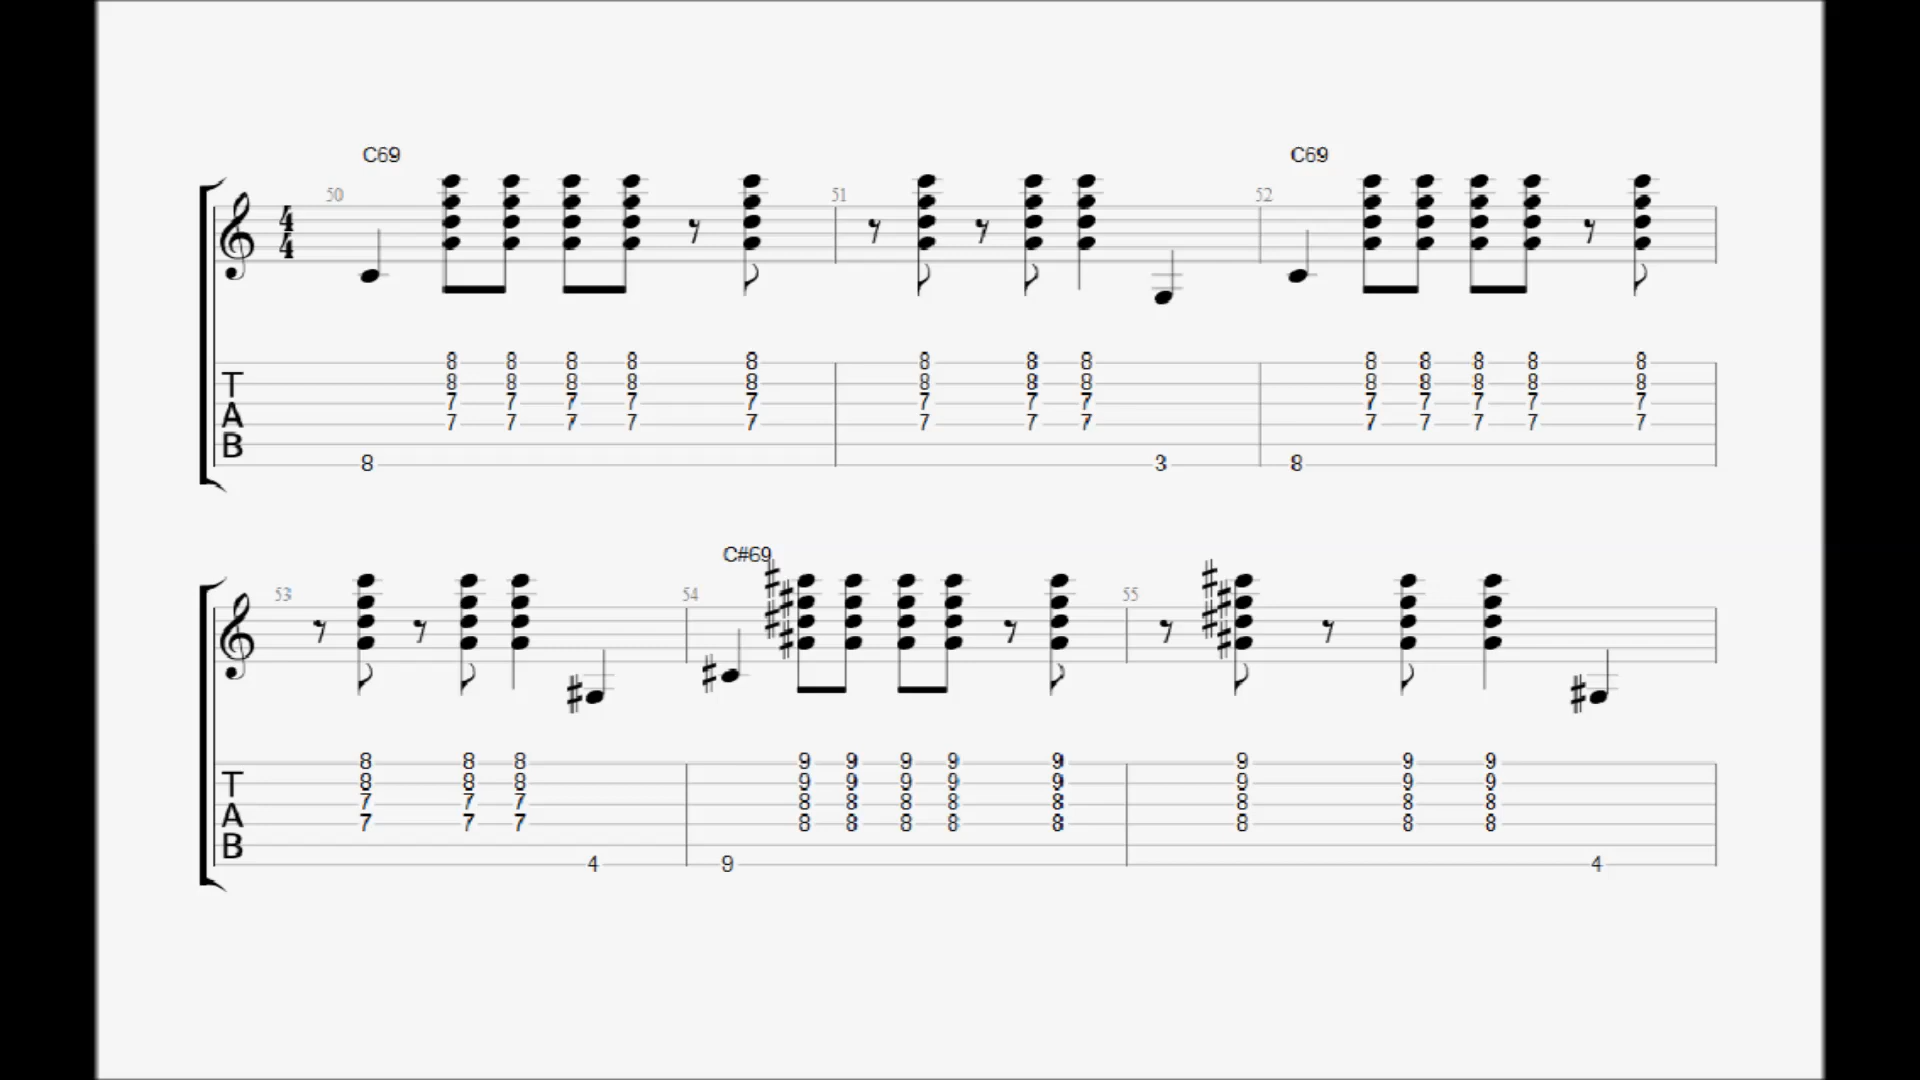 C69 C69
50 51 52
4
4
8 8 8 8 8 8 8 8 8 8 8 8 8
T 8 8 8 8 8 8 8 8 8 8 8 8 8
7 7 7 7 7 7 7 7 7 7 7 7 7
A 7 7 7 7 7 7 7 7 7 7 7 7 7
B
8 3 8
C#69
53 54 55
8 8 8 9 9 9 9 9 9 9 9
T 8 8 8 9 9 9 9 9 9 9 9
7 7 7 8 8 8 8 8 8 8 8
A 7 7 7 8 8 8 8 8 8 8 8
B
4 9 4